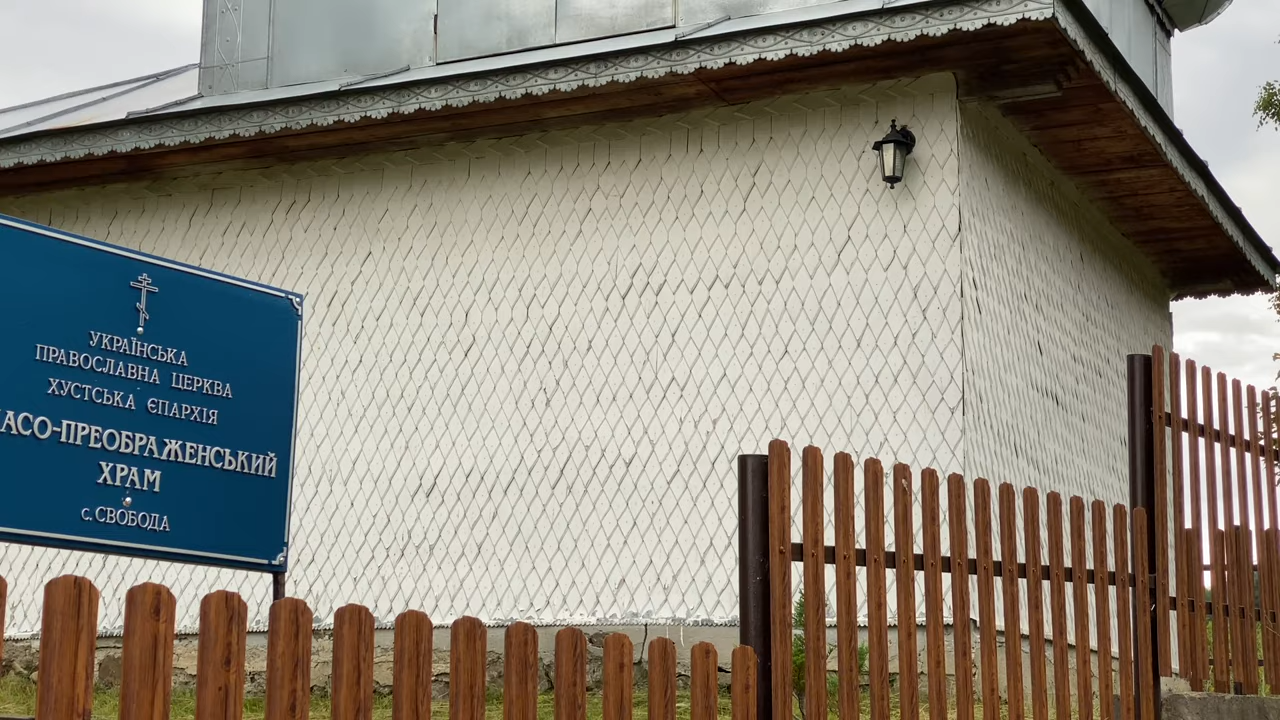 УКРАЇНСЬКА
ПРАВОСЛАВНА ЦЕРКВА
ХУСТСЬКА ЄПАРХІЯ
АСО-ПРЕОБРАЖЕНСЬКИЙ
ХРАМ
с. СВОБОДА